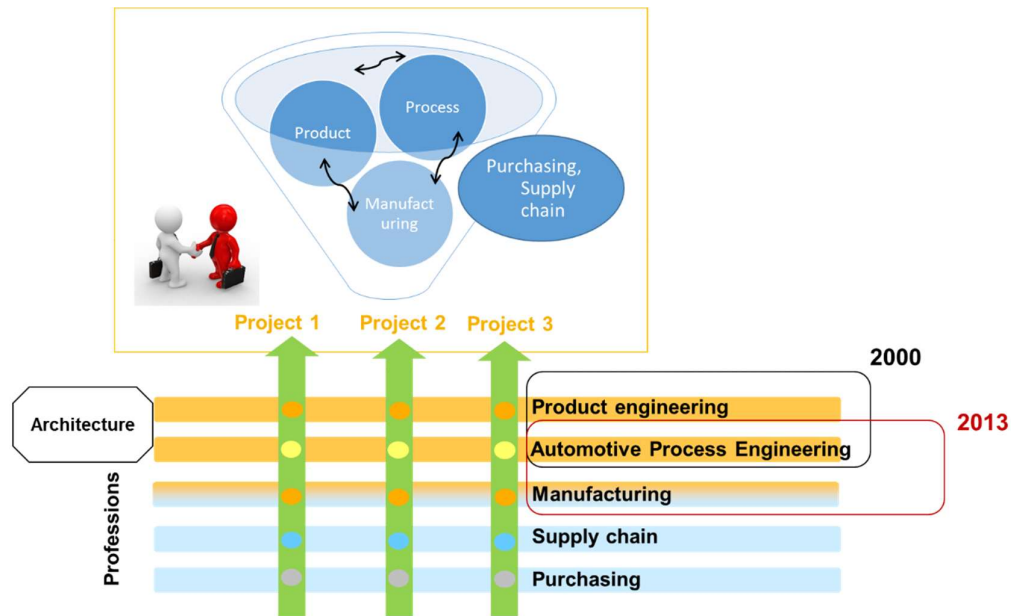 Process
Product
Purchasing,
Supply
chain
Manufact
uring
Project 1
Project 2
Project 3
2000
Architecture
Product engineering
2013
Automotive Process Engineering
Professions
Manufacturing
Supply chain
Purchasing